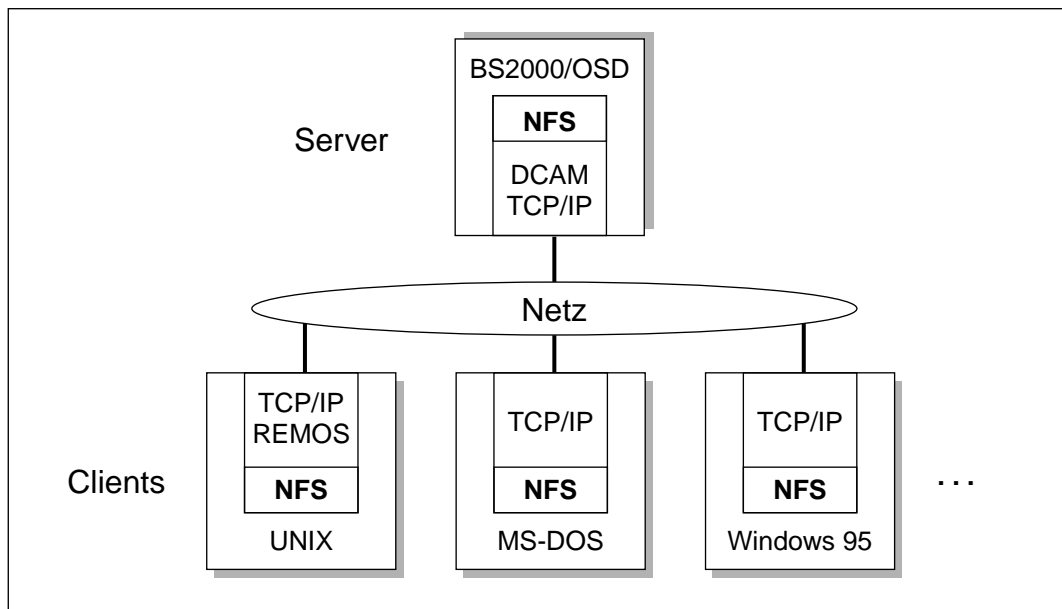 BS2000/OSD
NFS
Server
DCAM
TCP/IP
Netz
TCP/IP
REMOS
TCP/IP
TCP/IP
Clients
NFS
NFS
NFS
...
UNIX
MS-DOS
Windows 95